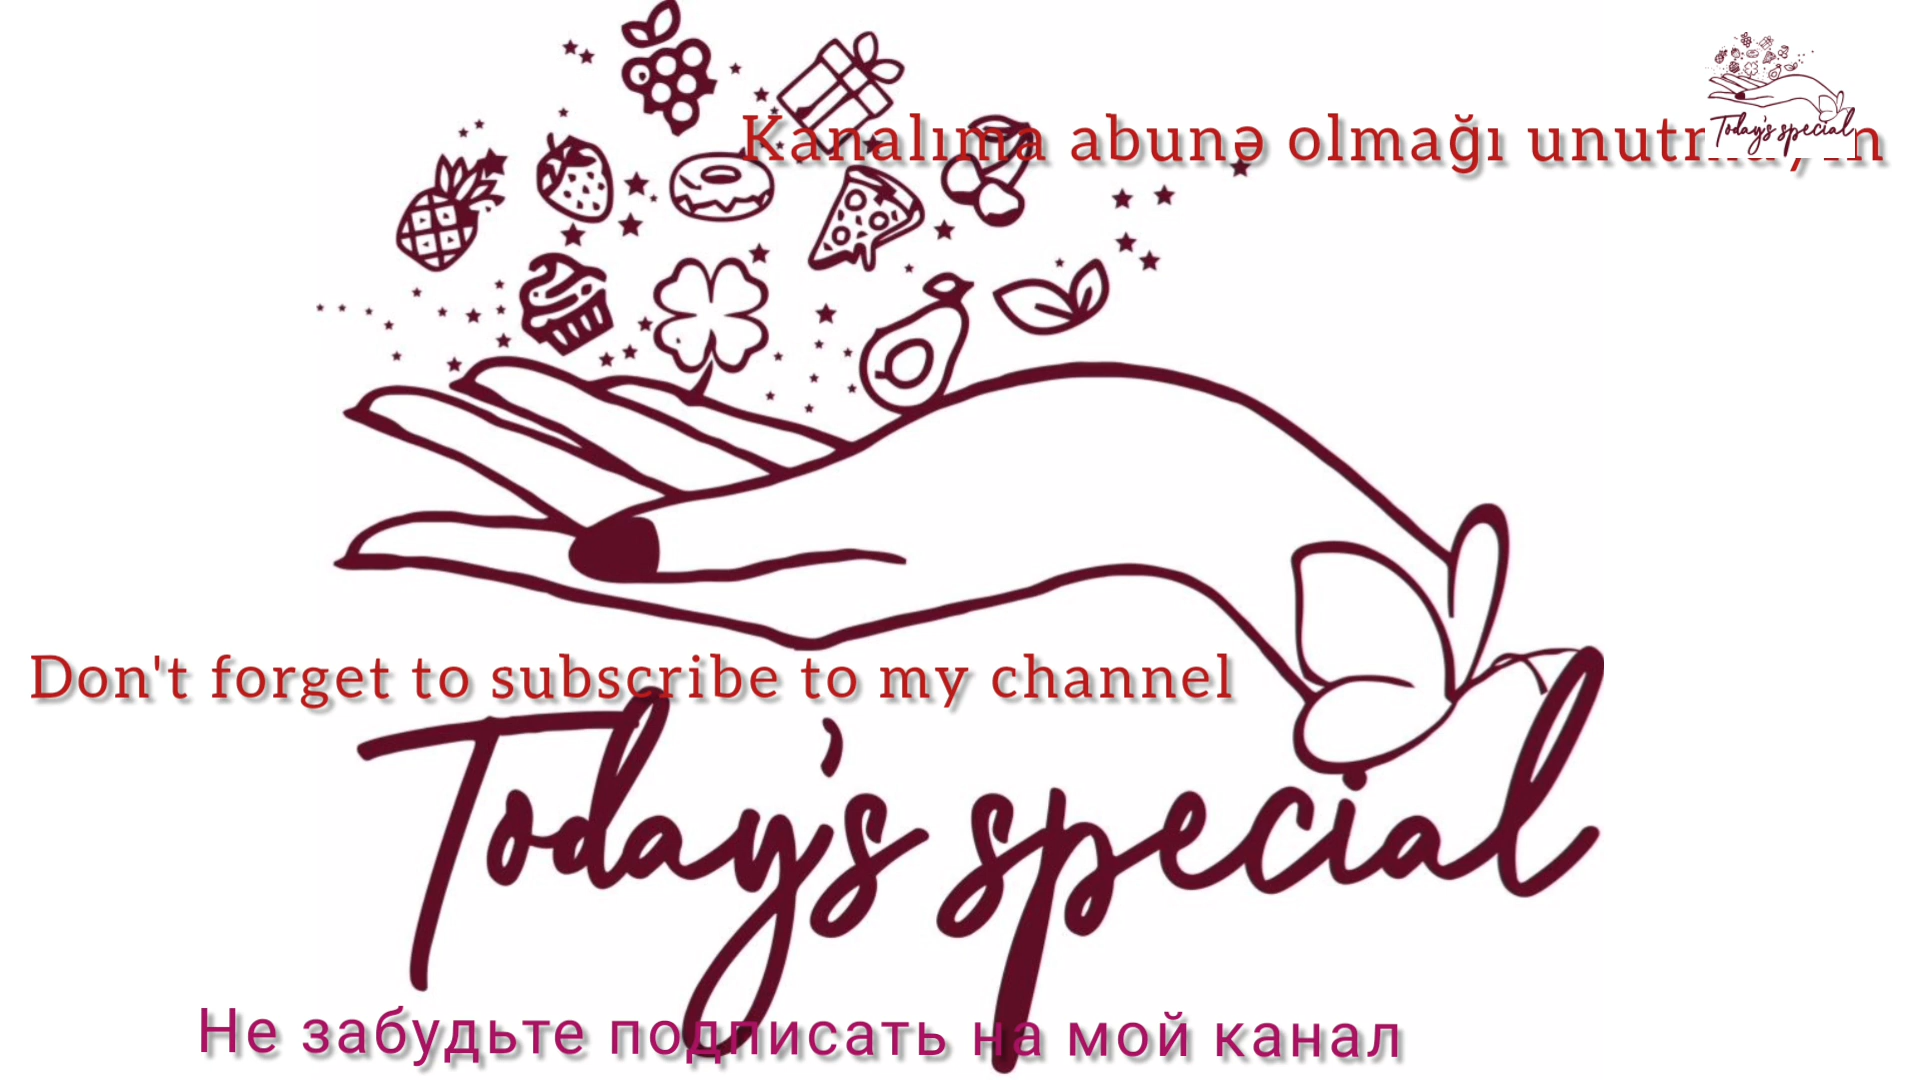 Kanalıma abunə olmağı
Today's special
Don't forget to subscribe to my channel
Today's special
Не забудьте подписать на мой канал